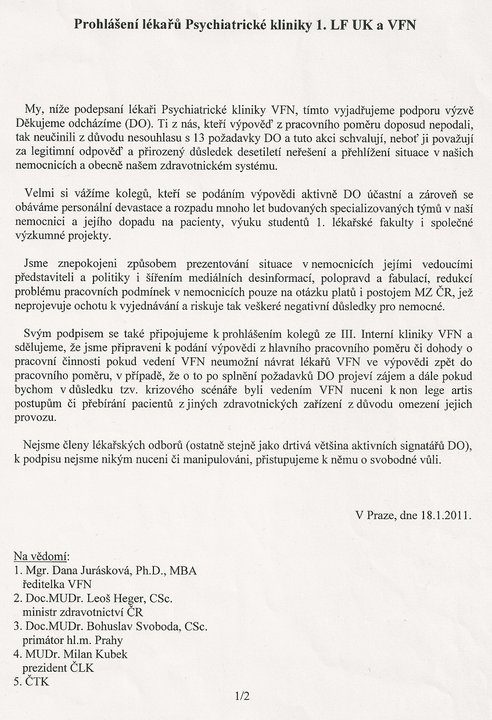 Prohlášení lékařů Psychiatrické kliniky 1. LF UK a VFN
My, níže podepsaní lékaři Psychiatrické kliniky VFN, tímto vyjadřujeme podporu výzvě
Děkujeme odcházíme (DO). Ti z nás, kteří výpověď z pracovního poměru doposud nepodali,
tak neučinili z důvodu nesouhlasu s 13 požadavky DO a tuto akci schvalují, neboť ji považují
za legitimní odpověď a přirozený důsledek desetiletí neřešení a přehlížení situace v našich
nemocnicích a obecně našem zdravotnickém systému.
Velmi si vážíme kolegů, kteří se podáním výpovědi aktivně DO účastní a zároveň se
obáváme personální devastace a rozpadu mnoho let budovaných specializovaných týmů v naší
nemocnici a jejího dopadu na pacienty, výuku studentů 1. lékařské fakulty i společné
výzkumné projekty.
Jsme znepokojeni způsobem prezentování situace v nemocnicích jejími vedoucími
představiteli a politiky i šířením mediálních desinformací, polopravd a fabulací, redukcí
problému pracovních podmínek v nemocnicích pouze na otázku platů i postojem MZ ČR, jež
neprojevuje ochotu k vyjednávání a riskuje tak veškeré negativní důsledky pro nemocné.
Svým podpisem se také připojujeme k prohlášením kolegů ze III. Interní kliniky VFN a
sdělujeme, že jsme připraveni k podání výpovědi z hlavního pracovního poměru či dohody o
pracovní činnosti pokud vedení VFN neumožní návrat lékařů VFN ve výpovědi zpět do
pracovního poměru, v případě, že o to po splnění požadavků DO projeví zájem a dále pokud
bychom v důsledku tzv. krizového scénáře byli vedením VFN nuceni k non lege artis
postupům či přebírání pacientů z jiných zdravotnických zařízení z důvodu omezení jejich
provozu.
Nejsme členy lékařských odborů (ostatně stejně jako drtivá většina aktivních signatářů DO),
k podpisu nejsme nikým nuceni či manipulováni, přistupujeme k němu o svobodné vůli.
V Praze, dne 18.1.2011.
Na vědomí:
1. Mgr. Dana Jurásková, Ph.D., MBA
ředitelka VFN
2. Doc.MUDr. Leoš Heger, CSc.
ministr zdravotnictví ČR
3. Doc.MUDr. Bohuslav Svoboda, CSc.
primátor hl.m. Prahy
4. MUDr. Milan Kubek
prezident ČLK
5. ČTK
1/2